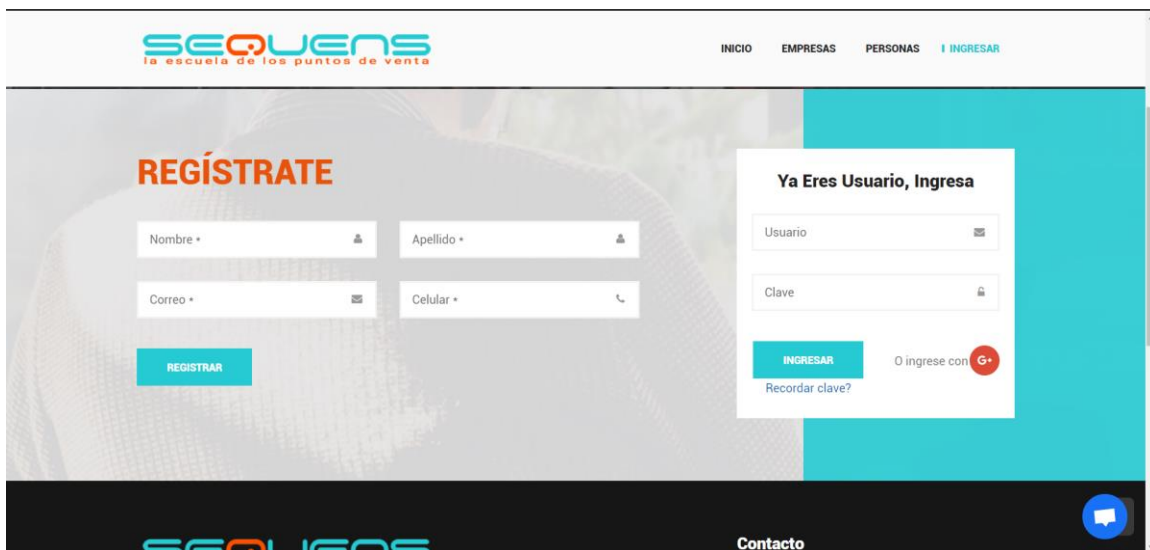 SEQUENS
la escuela de los puntos de venta
INICIO EMPRESAS PERSONAS INGRESAR
REGÍSTRATE
Nombre *
Apellido *
Correo *
Celular *
REGISTRAR
Ya Eres Usuario, Ingresa
Usuario
Clave
INGRESAR
O ingrese con G+
Recordar clave?
SEQUENS
Contacto